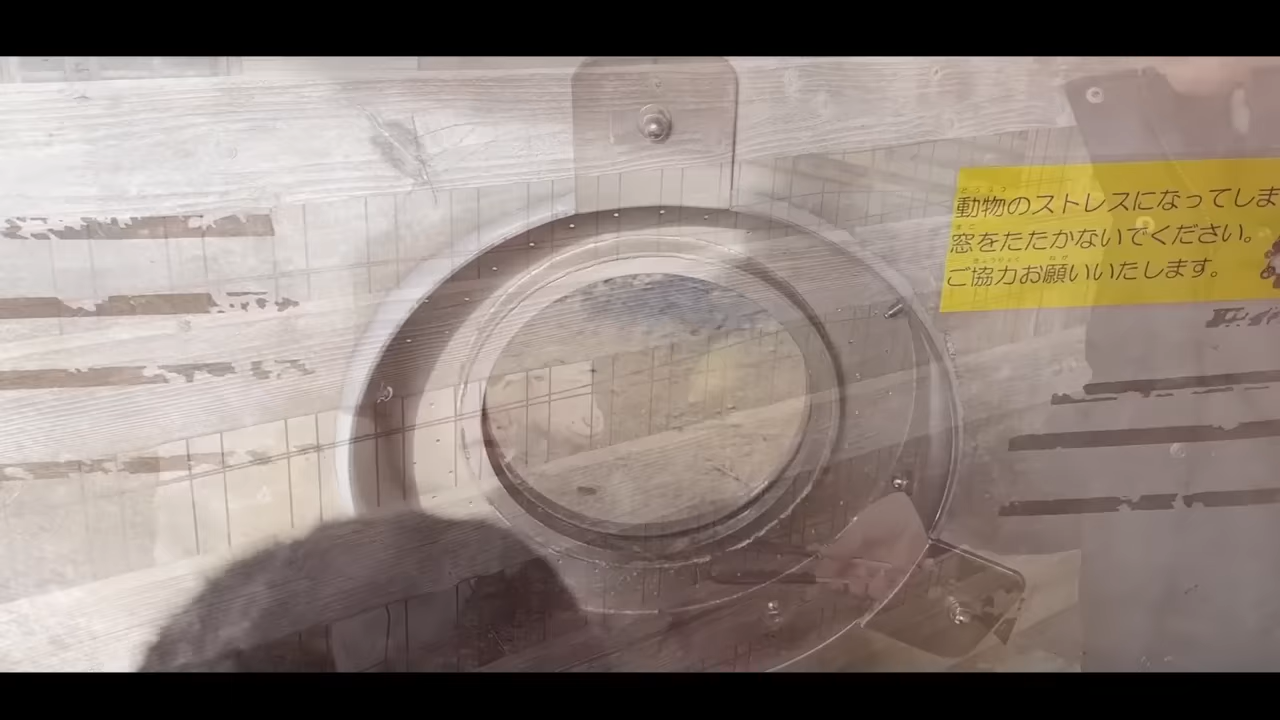 動物のストレスになってしま
窓をたたかないでください。
ご協力お願いいたします。